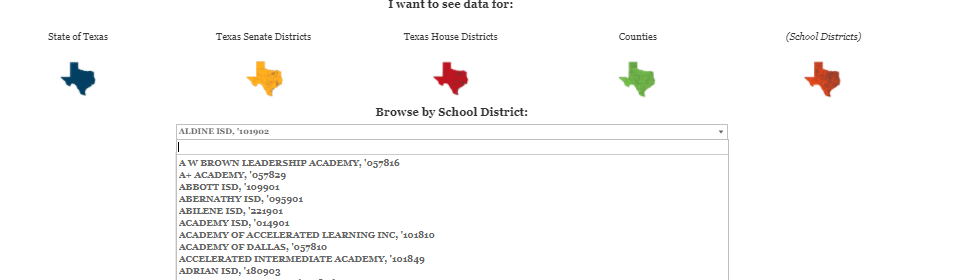 I want to see data for:
State of Texas Texas Senate Districts Texas House Districts Counties (School Districts)
Browse by School District:
ALDINE ISD, '101902
A W BROWN LEADERSHIP ACADEMY, '057816
A+ ACADEMY, '057829
ABBOTT ISD, '109901
ABERNATHY ISD, '095901
ABILENE ISD, '221901
ACADEMY ISD, '014901
ACADEMY OF ACCELERATED LEARNING INC, '101810
ACADEMY OF DALLAS, '057810
ACCELERATED INTERMEDIATE ACADEMY, '101849
ADRIAN ISD, '180903